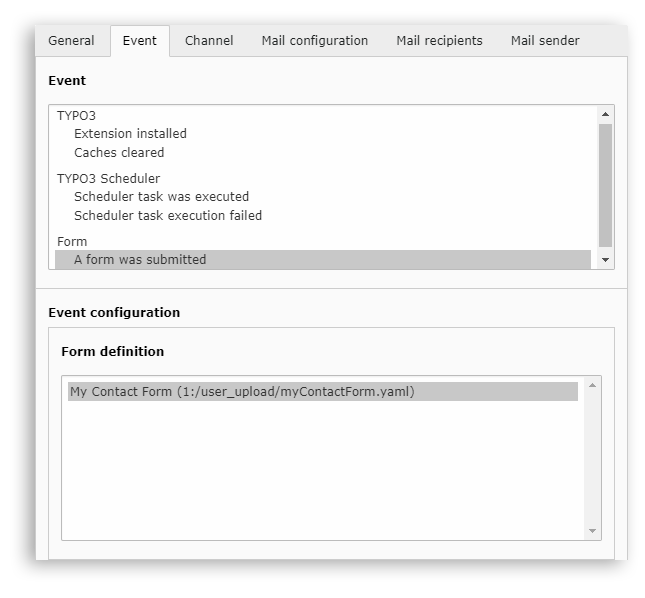 General Event Channel Mail configuration Mail recipients Mail sender
Event
TYPO3
Extension installed
Caches cleared
TYPO3 Scheduler
Scheduler task was executed
Scheduler task execution failed
Form
A form was submitted
Event configuration
Form definition
My Contact Form (1:/user_upload/myContactForm.yaml)